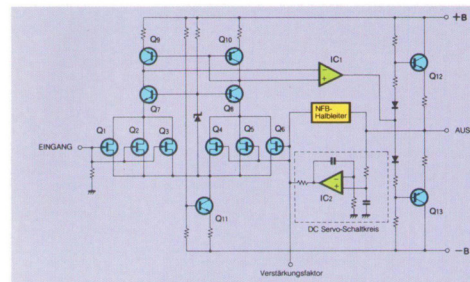 Q9
Q10
+B
IC1
Q12
Q7
Q8
NFB-
Halbleiter
AUS
Q1
Q2
Q3
Q4
Q5
Q6
EINGANG
IC2
Q11
DC Servo-Schaltkreis
Q13
-B
Verstärkungsfaktor